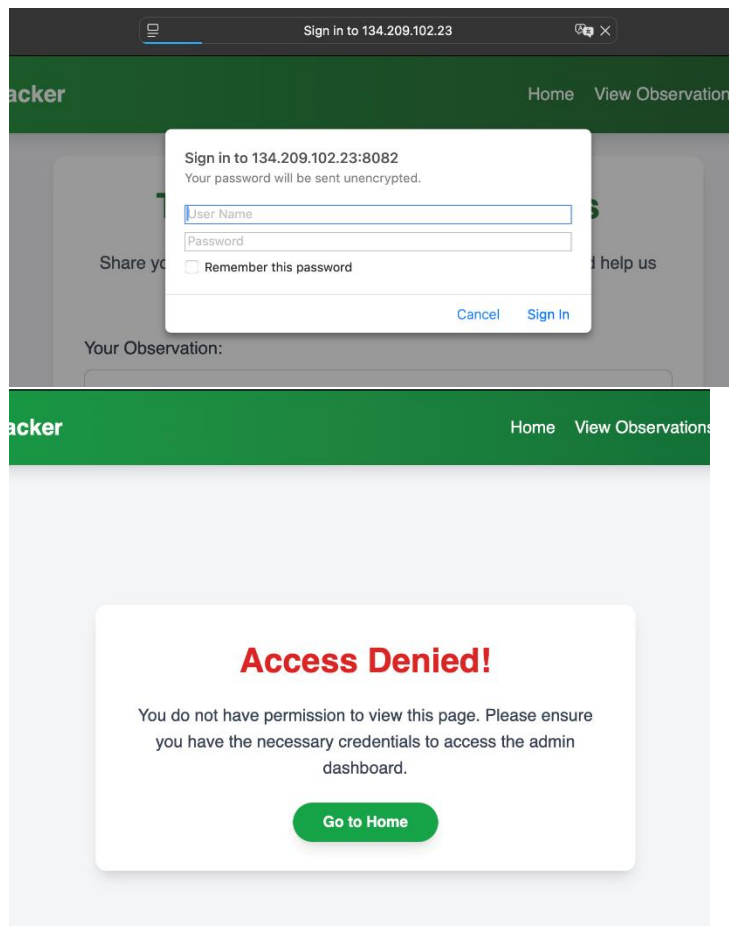 Sign in to 134.209.102.23
acker
Home View Observation
Sign in to 134.209.102.23:8082
Your password will be sent unencrypted.
User Name
Password
Share yo
Remember this password
d help us
Cancel Sign In
Your Observation:
acker
Home View Observations
Access Denied!
You do not have permission to view this page. Please ensure
you have the necessary credentials to access the admin
dashboard.
Go to Home